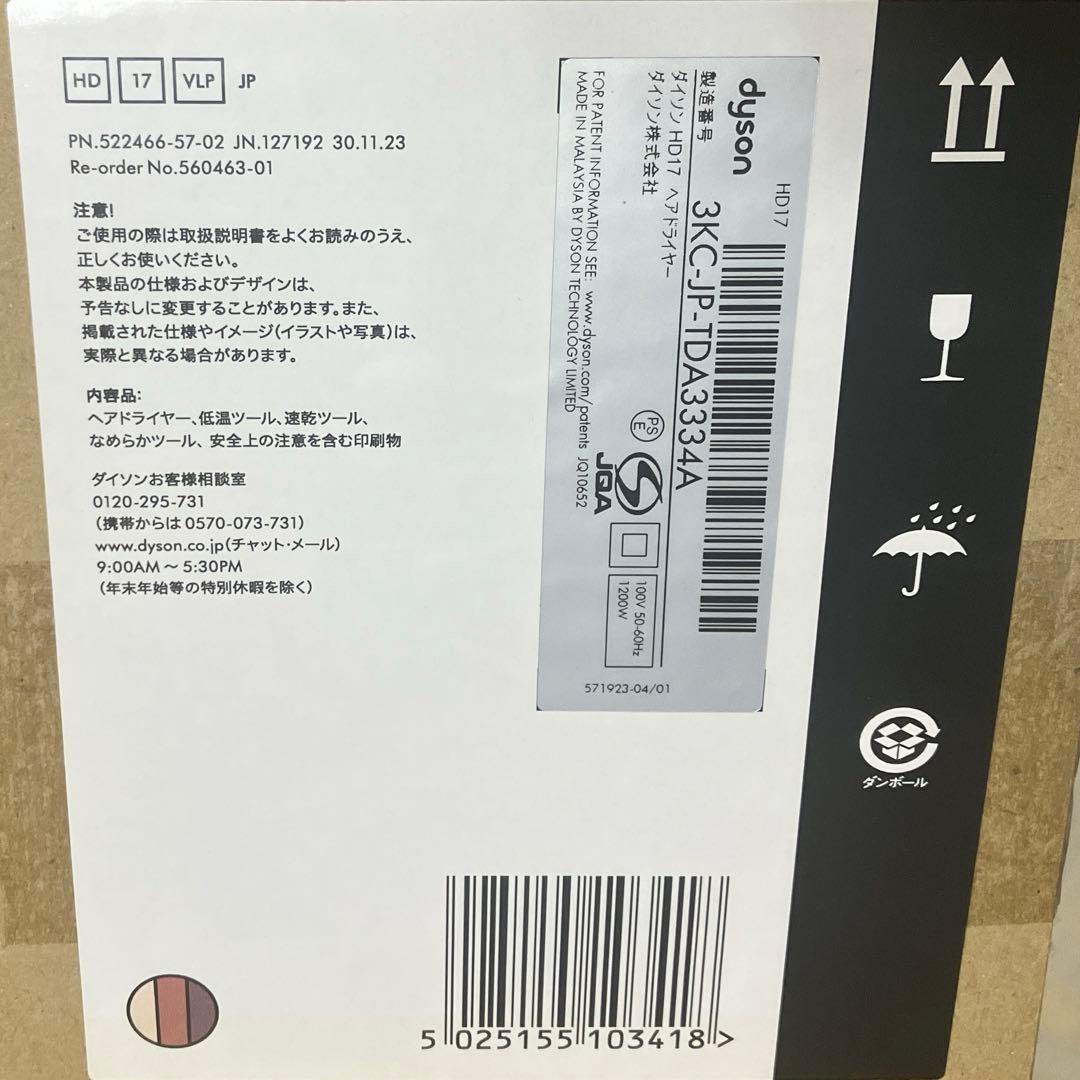 HD 17 VLP JP
PN.522466-57-02 JN.127192 30.11.23
Re-order No.560463-01
注意!
ご使用の際は取扱説明書をよくお読みのうえ、
正しくお使いください。
本製品の仕様およびデザインは、
予告なしに変更することがあります。また、
掲載された仕様やイメージ(イラストや写真)は、
実際と異なる場合があります。
内容品:
ヘアドライヤー、低温ツール、速乾ツール、
なめらかツール、安全上の注意を含む印刷物
ダイソンお客様相談室
0120-295-731
(携帯からは 0570-073-731)
www.dyson.co.jp(チャット・メール)
9:00AM ~ 5:30PM
(年末年始等の特別休暇を除く)
dyson
HD17
製造番号
3KC-JP-TDA3334A
ダイソン HD17 ヘアドライヤー
ダイソン株式会社
FOR PATENT INFORMATION SEE: www.dyson.com/patents JQ10652
MADE IN MALAYSIA BY DYSON TECHNOLOGY LIMITED
PS
E
JQA
100V 50-60Hz
1200W
571923-04/01
ダンボール
5 025155 103418 >